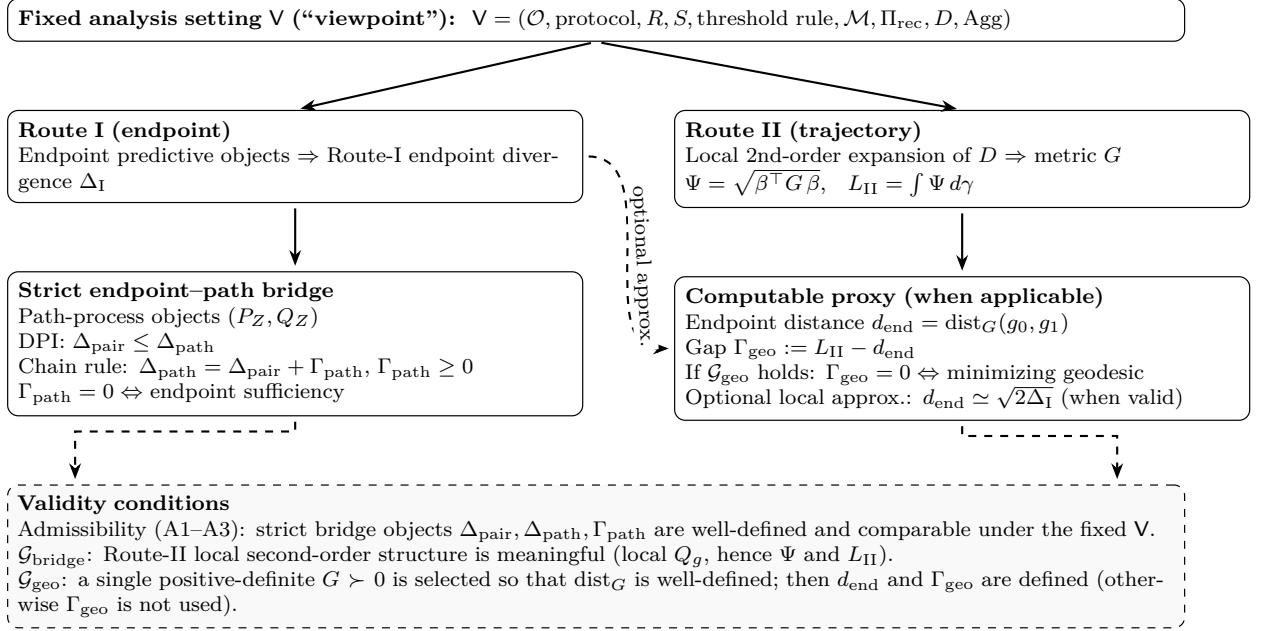 Fixed analysis setting V (“viewpoint”): V = (𝒪, protocol, R, S, threshold rule, ℳ, Π_rec, D, Agg)
Route I (endpoint)
Endpoint predictive objects ⇒ Route-I endpoint diver-
gence Δ_I
Route II (trajectory)
Local 2nd-order expansion of D ⇒ metric G
Ψ = √(β^⊤ G β), L_II = ∫ Ψ dγ
optional approx.
Strict endpoint–path bridge
Path-process objects (P_Z, Q_Z)
DPI: Δ_pair ≤ Δ_path
Chain rule: Δ_path = Δ_pair + Γ_path, Γ_path ≥ 0
Γ_path = 0 ⇔ endpoint sufficiency
Computable proxy (when applicable)
Endpoint distance d_end = dist_G(g_0, g_1)
Gap Γ_geo := L_II − d_end
If 𝒢_geo holds: Γ_geo = 0 ⇔ minimizing geodesic
Optional local approx.: d_end ≃ √(2Δ_I) (when valid)
Validity conditions
Admissibility (A1–A3): strict bridge objects Δ_pair, Δ_path, Γ_path are well-defined and comparable under the fixed V.
𝒢_bridge: Route-II local second-order structure is meaningful (local Q_g, hence Ψ and L_II).
𝒢_geo: a single positive-definite G ≻ 0 is selected so that dist_G is well-defined; then d_end and Γ_geo are defined (other-
wise Γ_geo is not used).